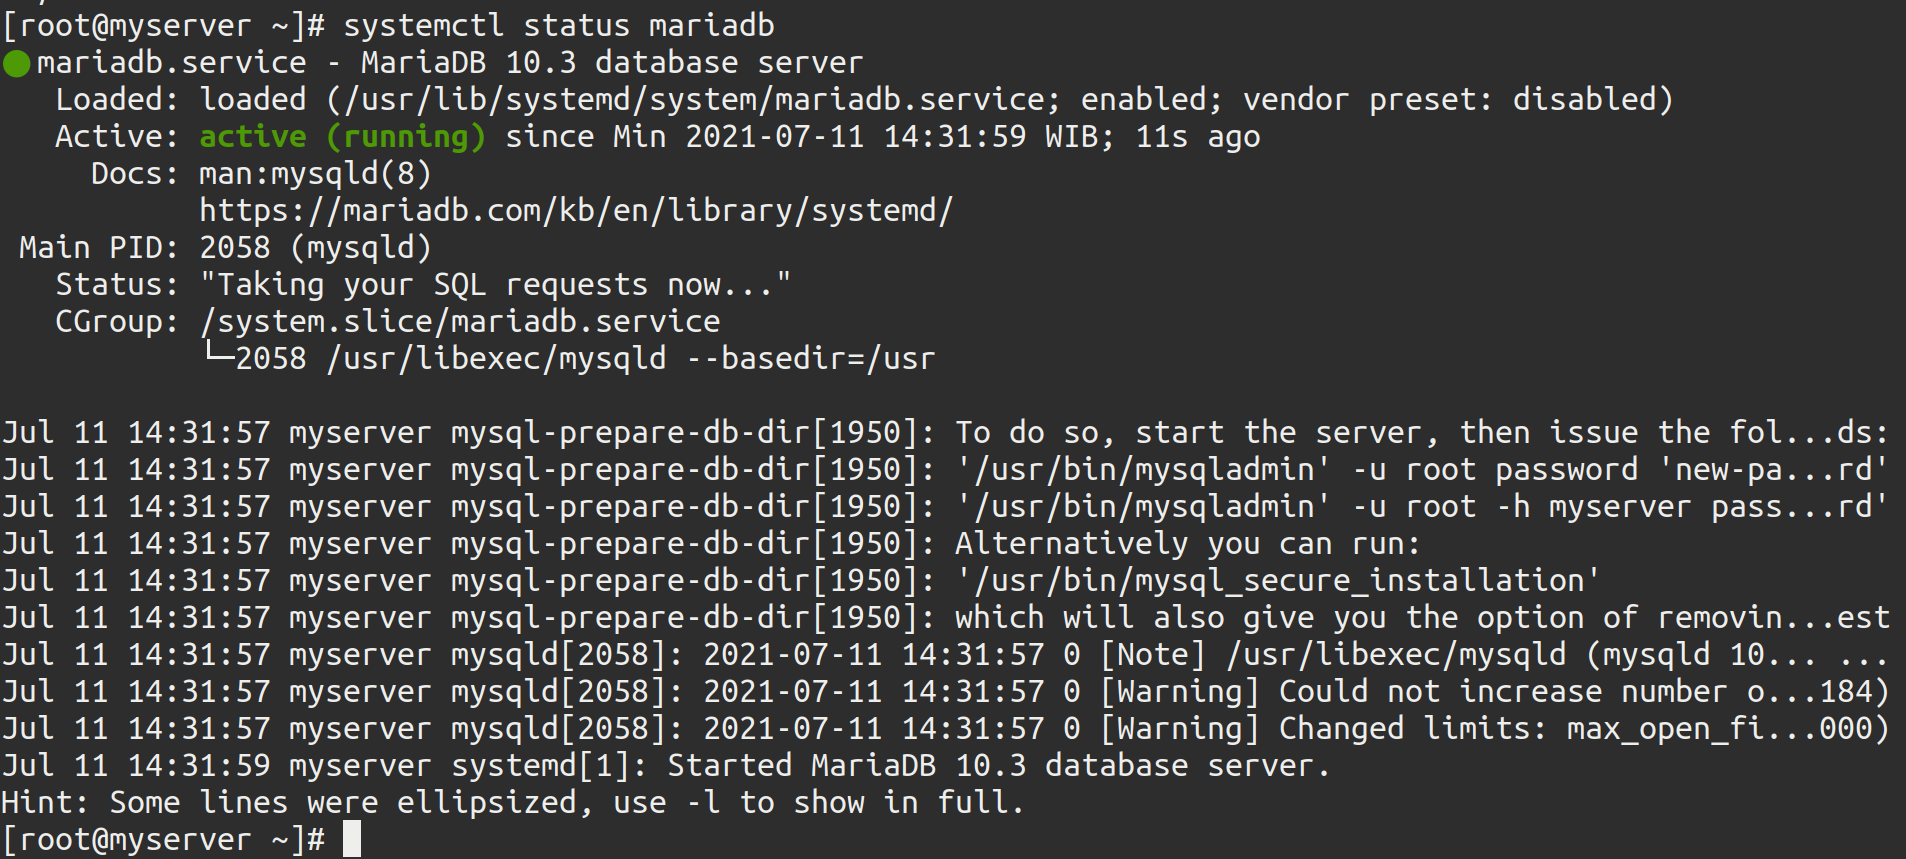 [root@myserver ~]# systemctl status mariadb
● mariadb.service - MariaDB 10.3 database server
   Loaded: loaded (/usr/lib/systemd/system/mariadb.service; enabled; vendor preset: disabled)
   Active: active (running) since Min 2021-07-11 14:31:59 WIB; 11s ago
     Docs: man:mysqld(8)
           https://mariadb.com/kb/en/library/systemd/
 Main PID: 2058 (mysqld)
   Status: "Taking your SQL requests now..."
   CGroup: /system.slice/mariadb.service
           └─2058 /usr/libexec/mysqld --basedir=/usr

Jul 11 14:31:57 myserver mysql-prepare-db-dir[1950]: To do so, start the server, then issue the fol...ds:
Jul 11 14:31:57 myserver mysql-prepare-db-dir[1950]: '/usr/bin/mysqladmin' -u root password 'new-pa...rd'
Jul 11 14:31:57 myserver mysql-prepare-db-dir[1950]: '/usr/bin/mysqladmin' -u root -h myserver pass...rd'
Jul 11 14:31:57 myserver mysql-prepare-db-dir[1950]: Alternatively you can run:
Jul 11 14:31:57 myserver mysql-prepare-db-dir[1950]: '/usr/bin/mysql_secure_installation'
Jul 11 14:31:57 myserver mysql-prepare-db-dir[1950]: which will also give you the option of removin...est
Jul 11 14:31:57 myserver mysqld[2058]: 2021-07-11 14:31:57 0 [Note] /usr/libexec/mysqld (mysqld 10... ...
Jul 11 14:31:57 myserver mysqld[2058]: 2021-07-11 14:31:57 0 [Warning] Could not increase number o...184)
Jul 11 14:31:57 myserver mysqld[2058]: 2021-07-11 14:31:57 0 [Warning] Changed limits: max_open_fi...000)
Jul 11 14:31:59 myserver systemd[1]: Started MariaDB 10.3 database server.
Hint: Some lines were ellipsized, use -l to show in full.
[root@myserver ~]#